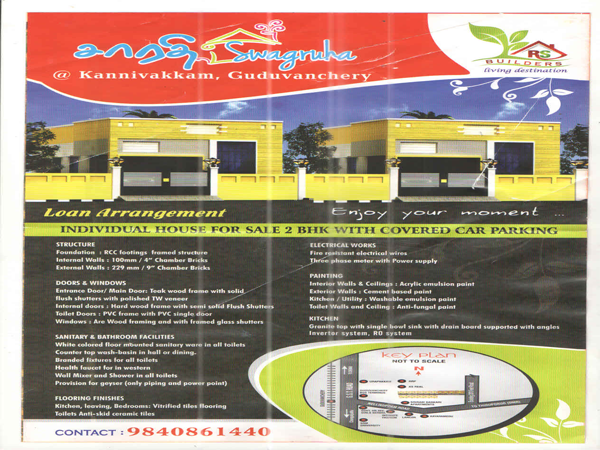 சாரதி Swagruha
@ Kannivakkam, Guduvanchery
RS
BUILDERS
living destination
Loan Arrangement
Enjoy your moment ...
INDIVIDUAL HOUSE FOR SALE 2 BHK WITH COVERED CAR PARKING
STRUCTURE
Foundation : RCC footings framed structure
Internal Walls : 100mm / 4" Chamber Bricks
External Walls : 229 mm / 9" Chamber Bricks
DOORS & WINDOWS
Entrance Door/ Main Door: Teak wood frame with solid
flush shutters with polished TW veneer
Internal doors : Hard wood frame with semi solid Flush Shutters
Toilet Doors : PVC frame with PVC single door
Windows : Are Wood framing and with framed glass shutters
SANITARY & BATHROOM FACILITIES
White colored floor mounted sanitary ware in all toilets
Counter top wash-basin in hall or dining.
Branded fixtures for all toilets
Health faucet for in western
Wall Mixer and Shower in all toilets
Provision for geyser (only piping and power point)
FLOORING FINISHES
Kitchen, leaving, Bedrooms: Vitrified tiles flooring
Toilets Anti-skid ceramic tiles
CONTACT : 9840861440
ELECTRICAL WORKS
Fire resistant electrical wires
Three phase meter with Power supply
PAINTING
Interior Walls & Ceilings : Acrylic emulsion paint
Exterior Walls : Cement based paint
Kitchen / Utility : Washable emulsion paint
Toilet Walls and Ceiling : Anti-fungal paint
KITCHEN
Granite top with single bowl sink with drain board supported with angles
Invertor system, RO system
KEY PLAN
NOT TO SCALE
N